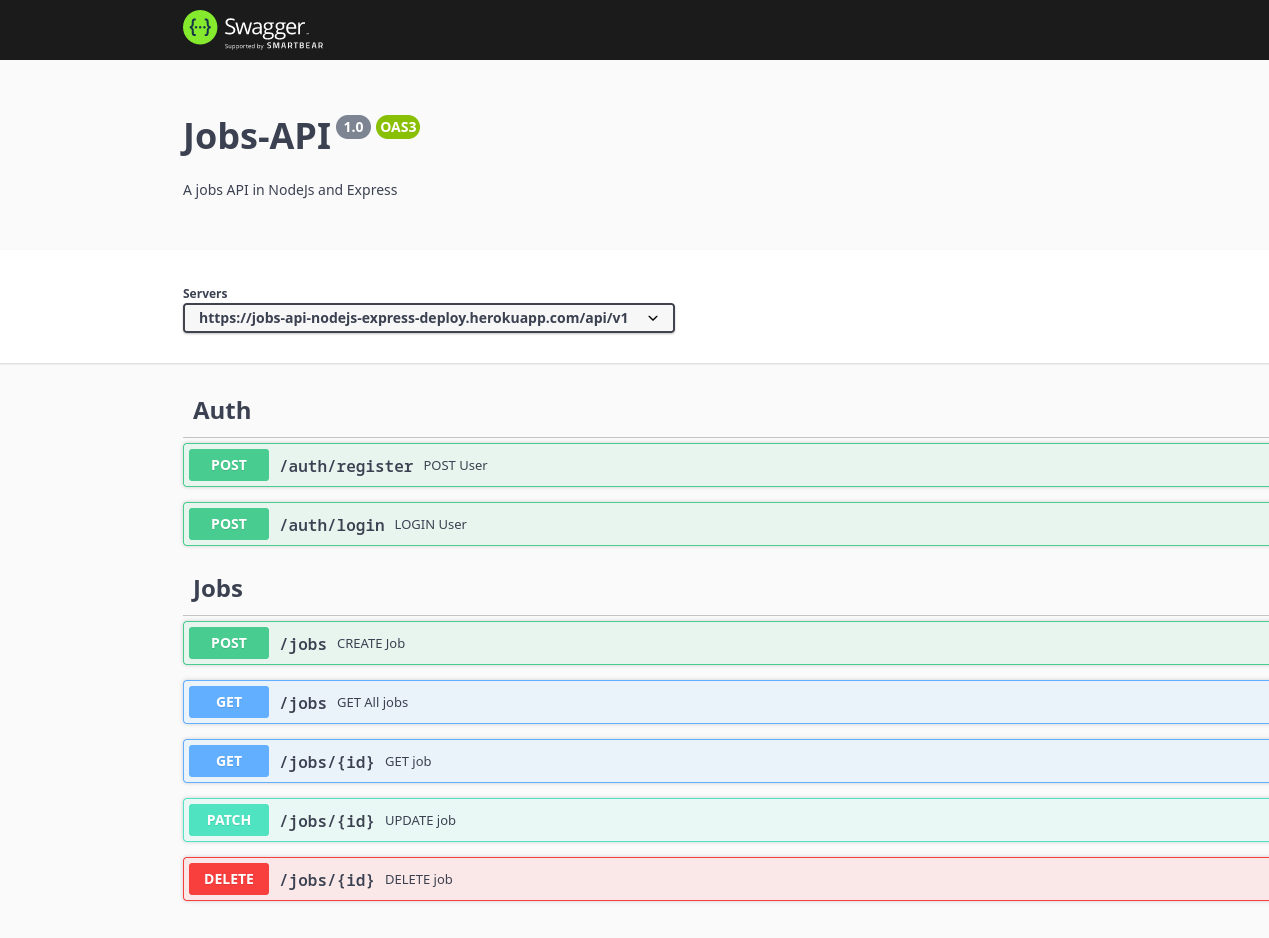 Swagger
Supported by SMARTBEAR
Jobs-API 1.0 OAS3
A jobs API in NodeJs and Express
Servers
https://jobs-api-nodejs-express-deploy.herokuapp.com/api/v1
Auth
POST /auth/register POST User
POST /auth/login LOGIN User
Jobs
POST /jobs CREATE Job
GET /jobs GET All jobs
GET /jobs/{id} GET job
PATCH /jobs/{id} UPDATE job
DELETE /jobs/{id} DELETE job